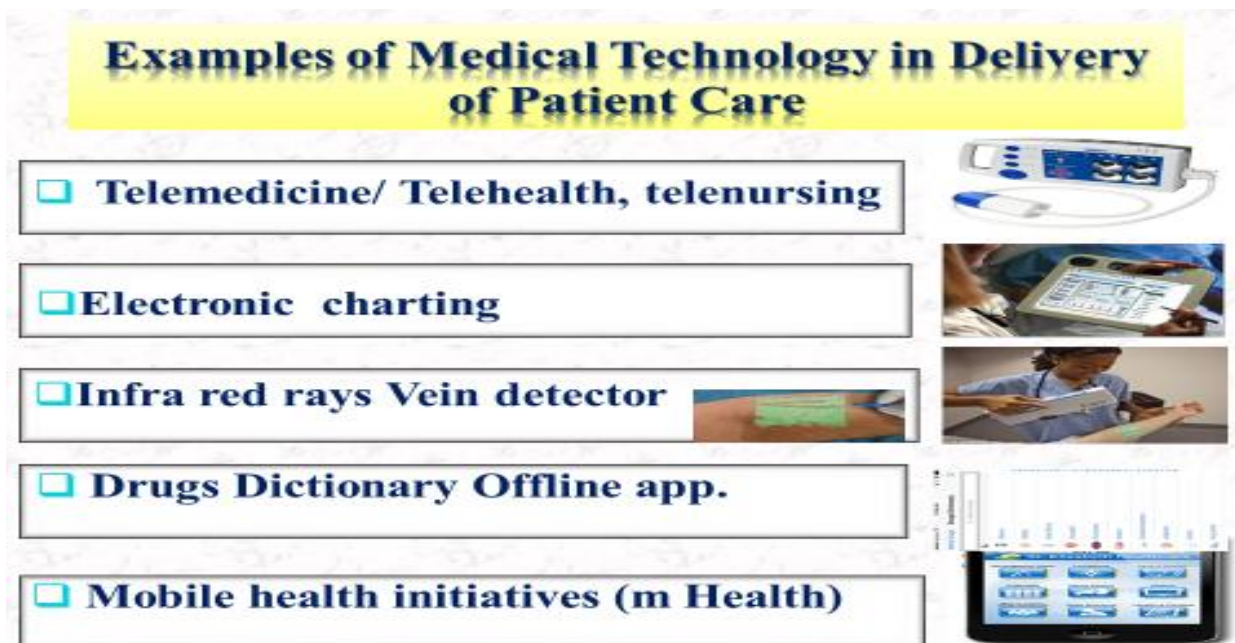 Examples of Medical Technology in Delivery
of Patient Care
Telemedicine/ Telehealth, telenursing
Electronic charting
Infra red rays Vein detector
Drugs Dictionary Offline app.
Mobile health initiatives (m Health)